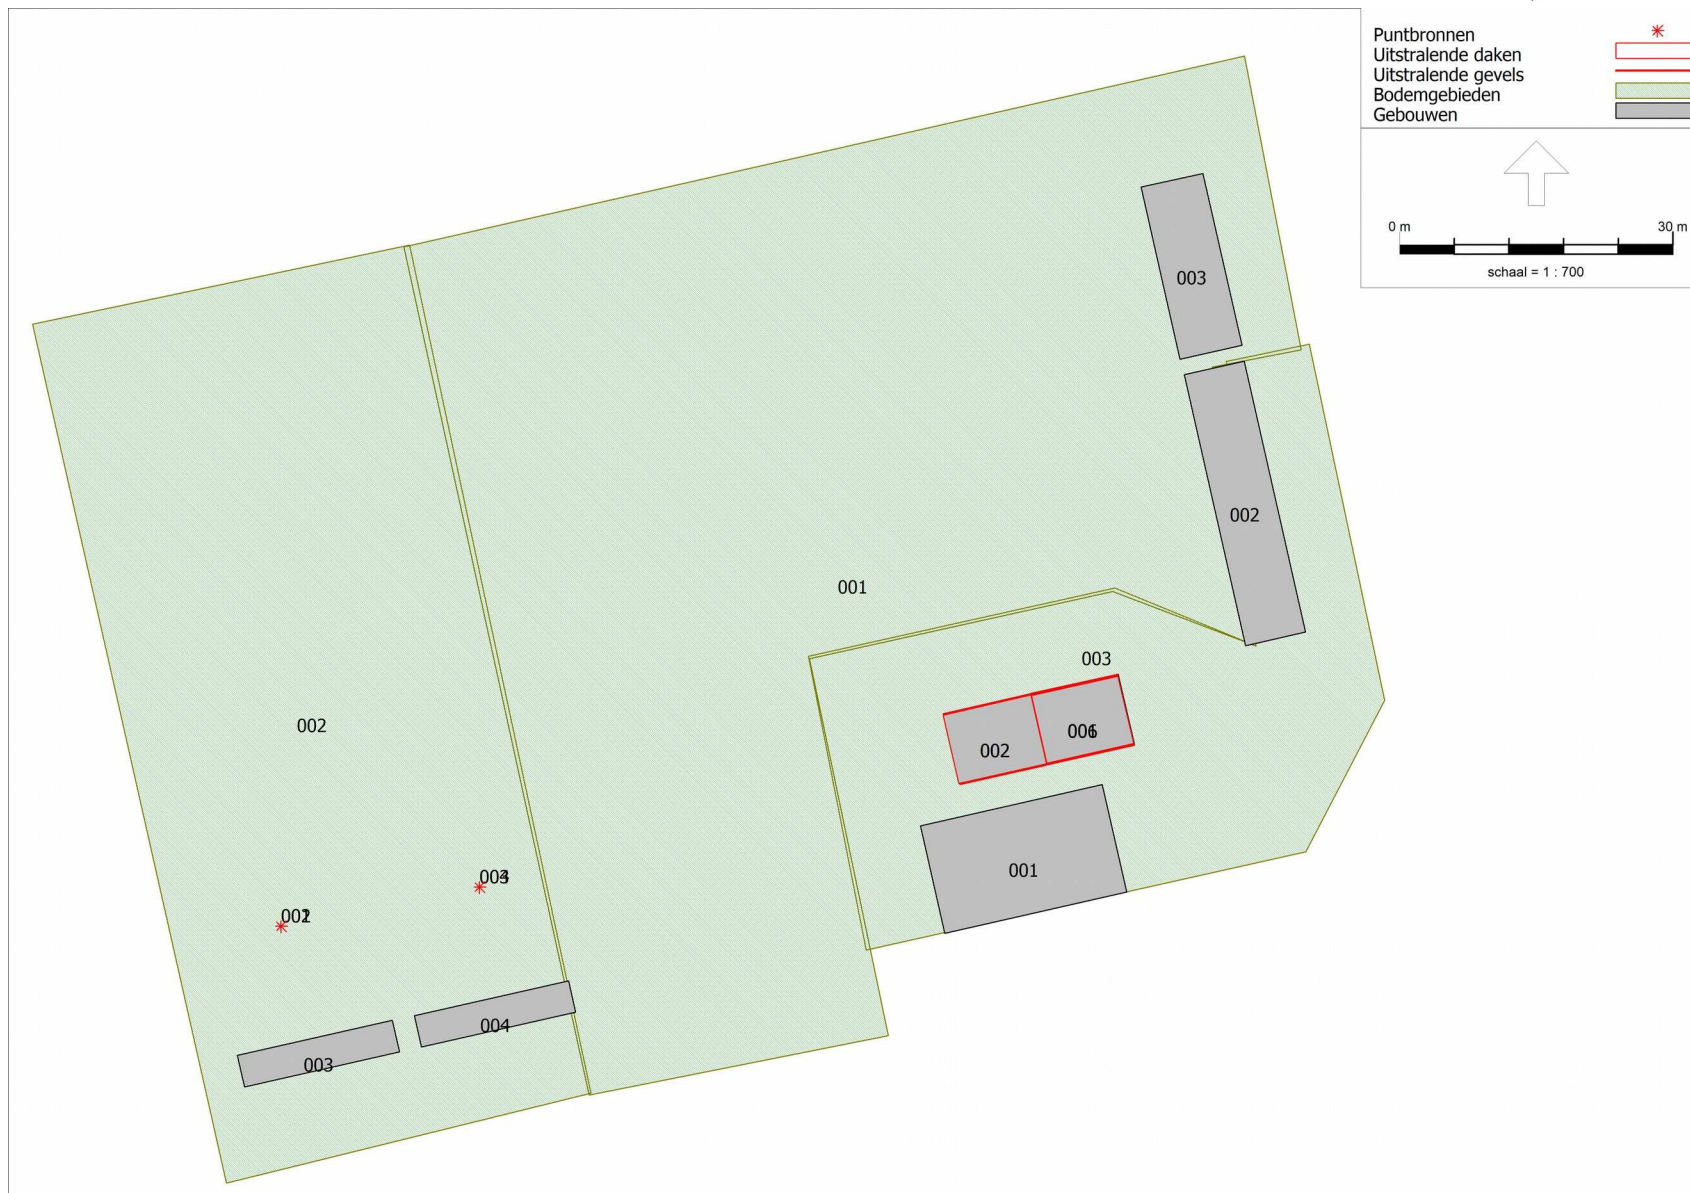 Puntbronnen
Uitstralende daken
Uitstralende gevels
Bodemgebieden
Gebouwen
0 m 30 m
schaal = 1 : 700
003
002
001
003
002
002
001
003
004